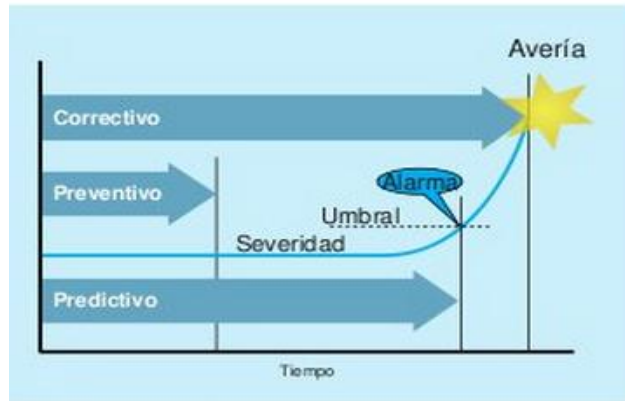 Avería
Correctivo
Preventivo
Alarma
Umbral
Severidad
Predictivo
Tiempo